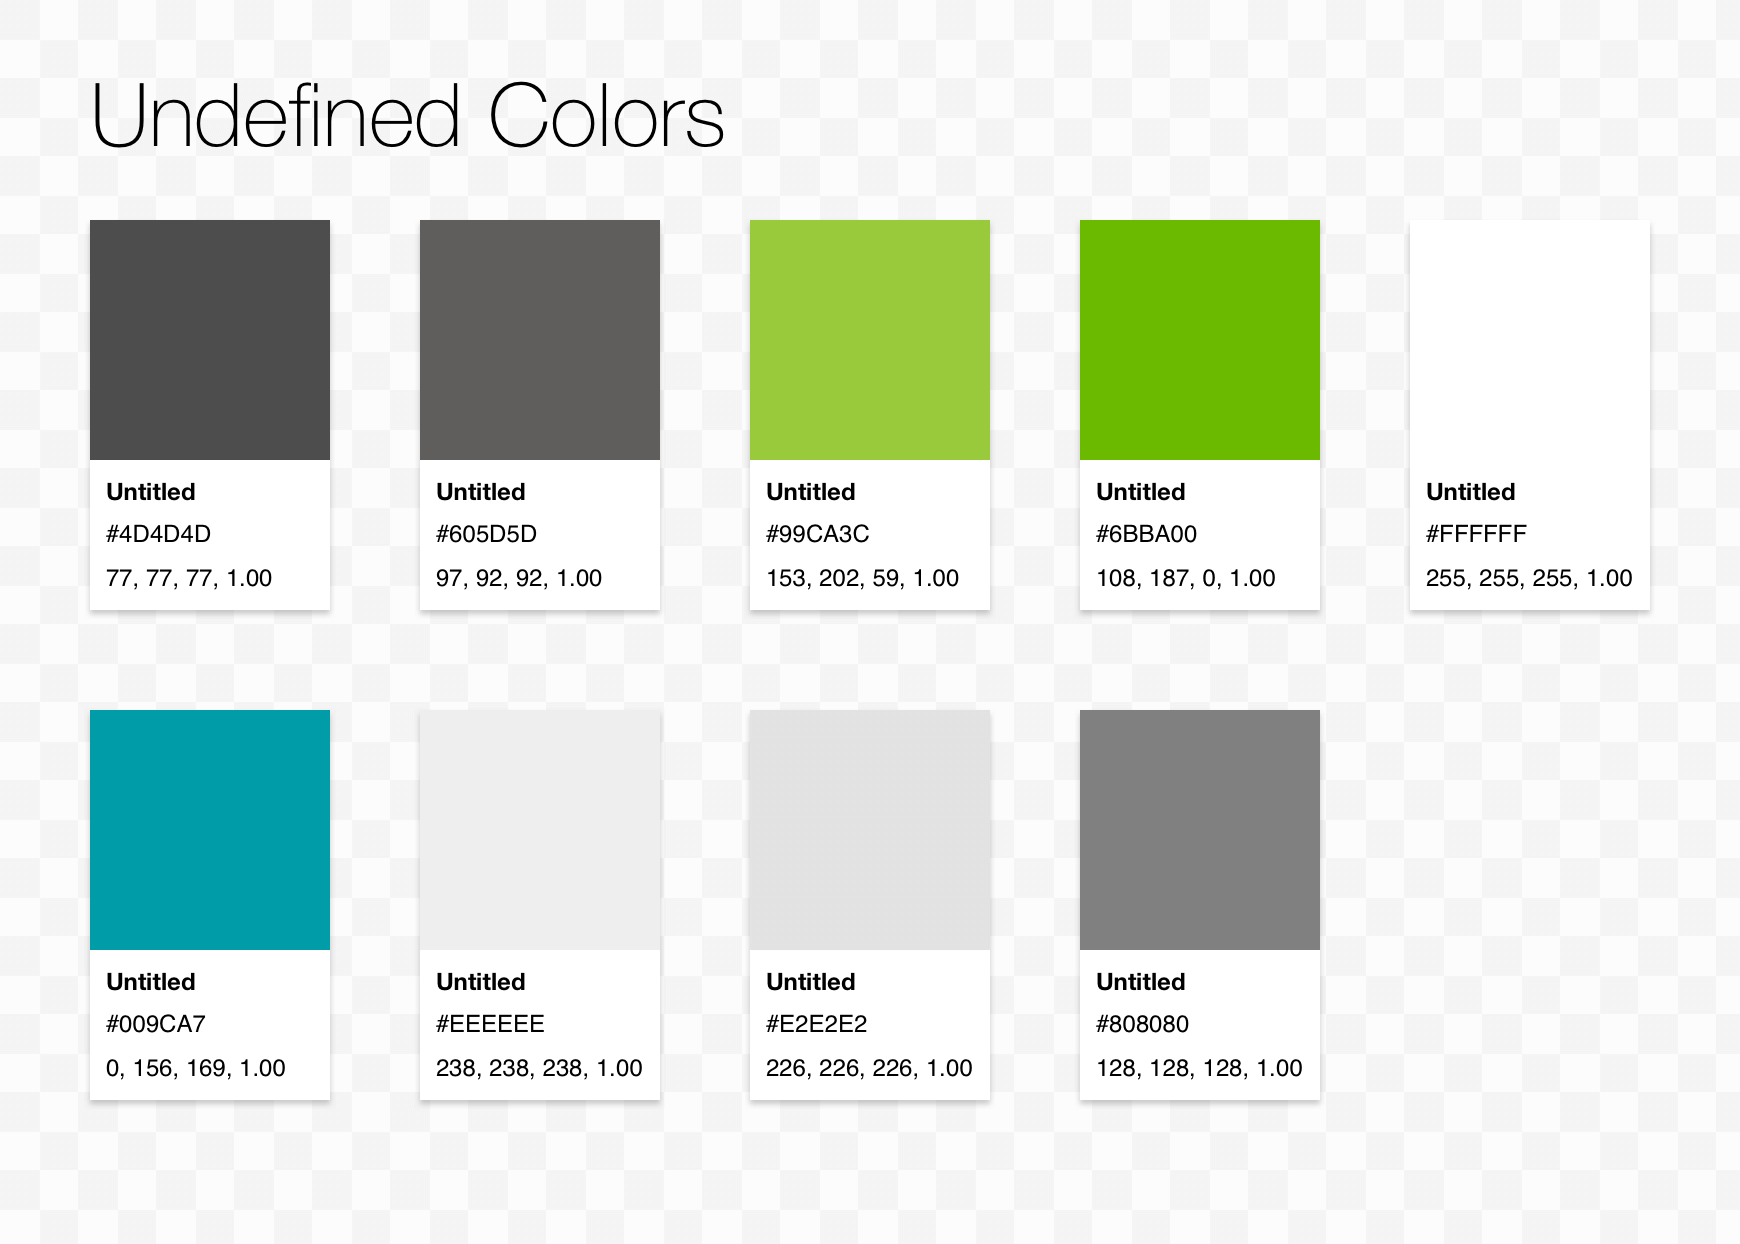 Undefined Colors
Untitled
#4D4D4D
77, 77, 77, 1.00
Untitled
#605D5D
97, 92, 92, 1.00
Untitled
#99CA3C
153, 202, 59, 1.00
Untitled
#6BBA00
108, 187, 0, 1.00
Untitled
#FFFFFF
255, 255, 255, 1.00
Untitled
#009CA7
0, 156, 169, 1.00
Untitled
#EEEEEE
238, 238, 238, 1.00
Untitled
#E2E2E2
226, 226, 226, 1.00
Untitled
#808080
128, 128, 128, 1.00